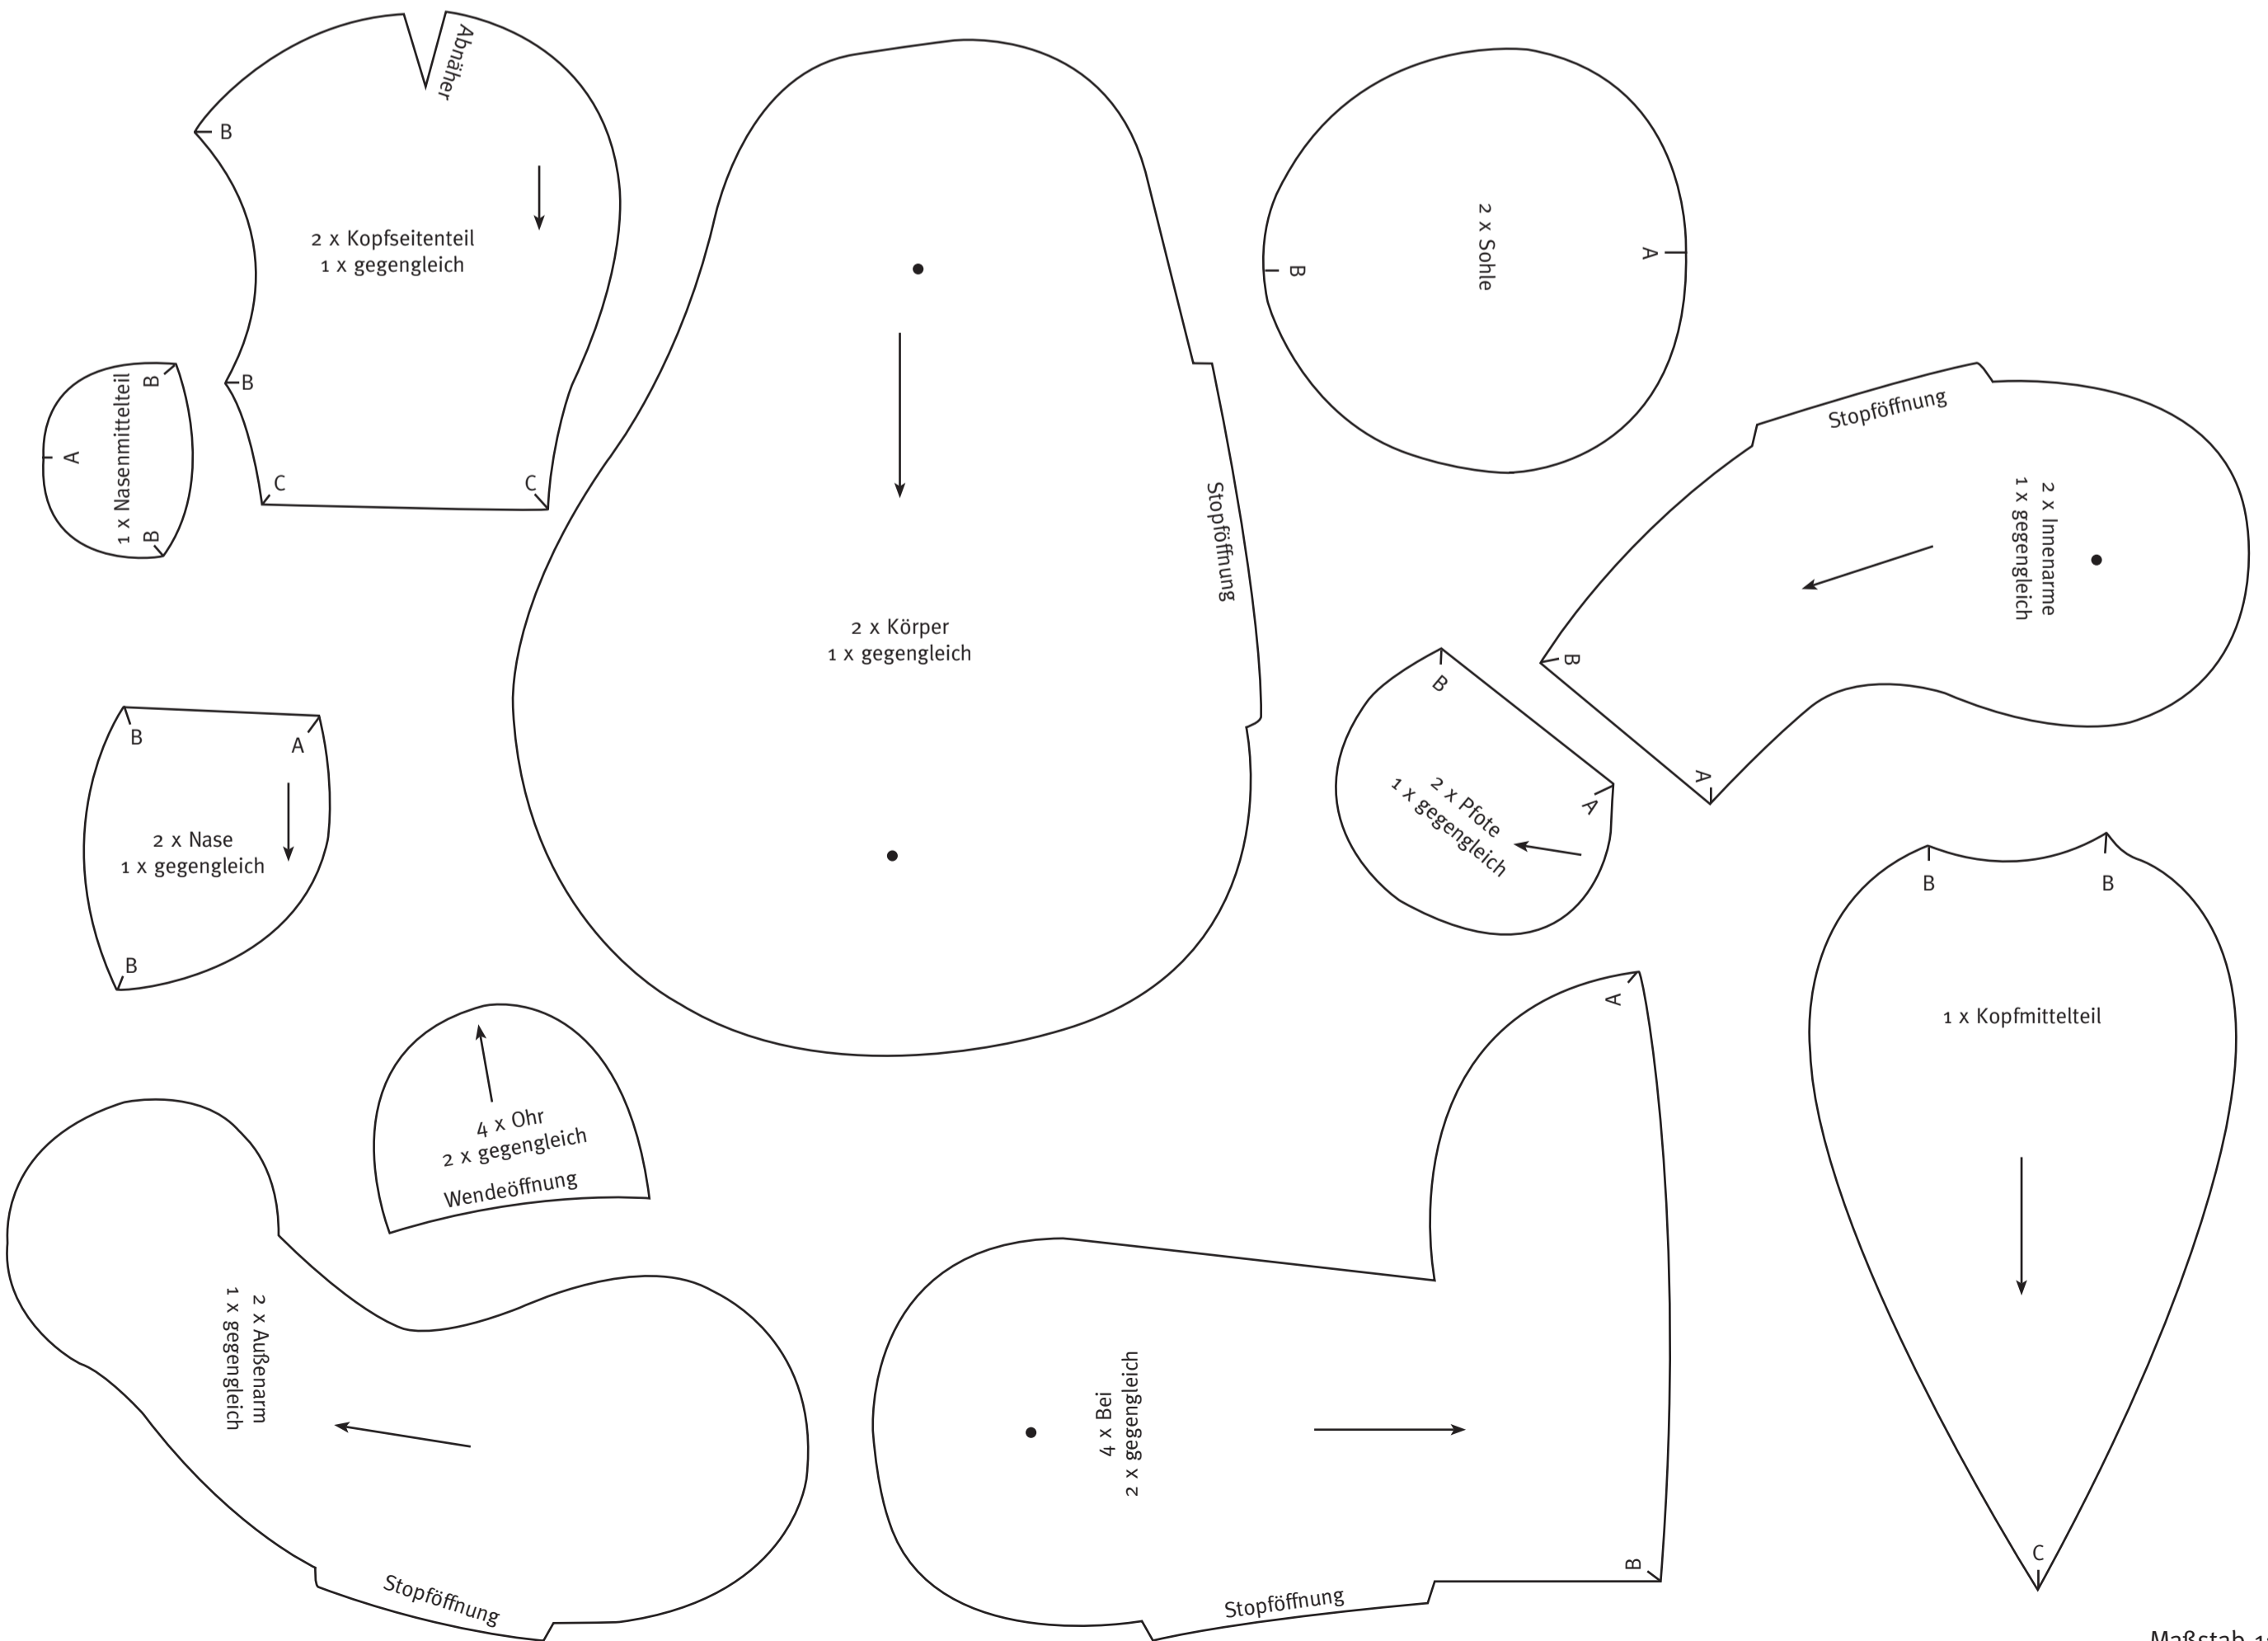 Abnäher
B
2 x Kopfseitenteil
1 x gegengleich
B
C
C
B
1 x Nasenmittelteil
A
B
2 x Körper
1 x gegengleich
Stopföffnung
2 x Sohle
A
B
Stopföffnung
2 x Innenarme
1 x gegengleich
B
A
B
A
2 x Pfote
1 x gegengleich
B
A
2 x Nase
1 x gegengleich
B
4 x Ohr
2 x gegengleich
Wendeöffnung
B
B
1 x Kopfmittelteil
C
2 x Außenarm
1 x gegengleich
Stopföffnung
A
4 x Bei
2 x gegengleich
B
Stopföffnung
Maßstab